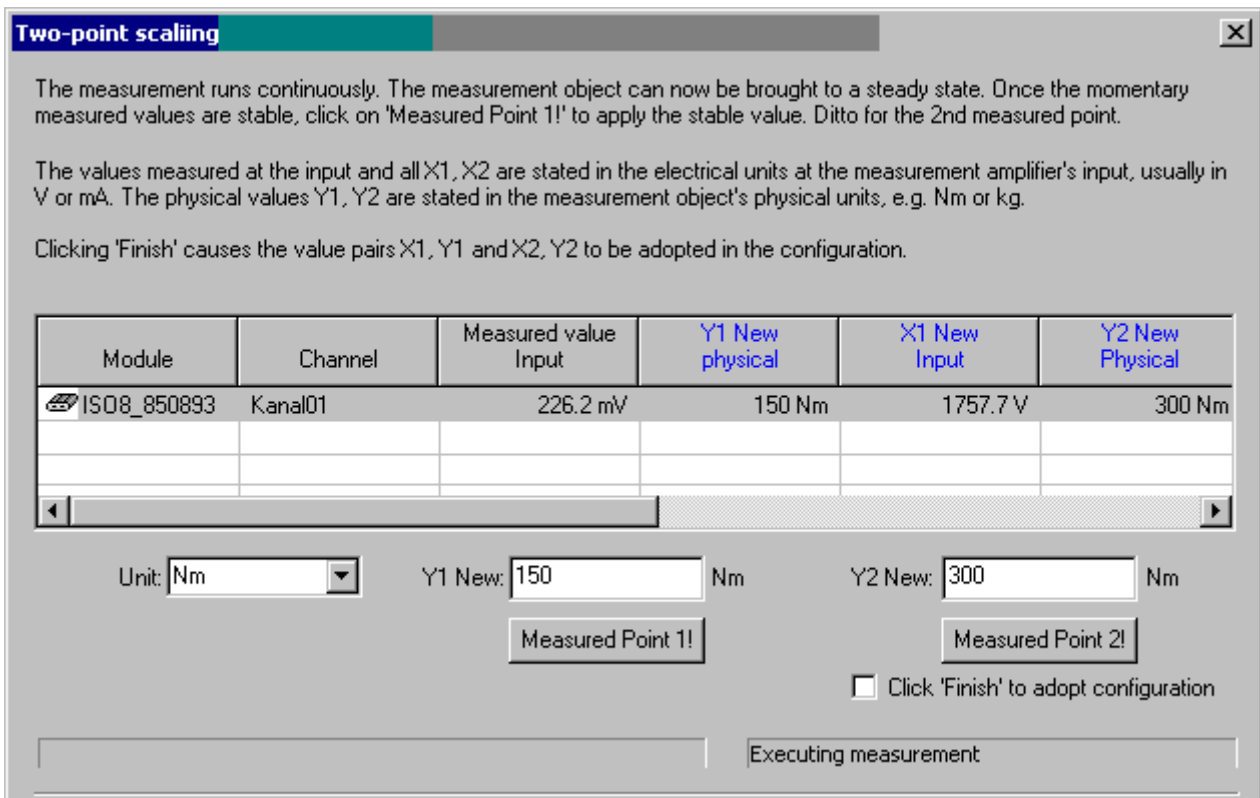 Two-point scaliing
The measurement runs continuously. The measurement object can now be brought to a steady state. Once the momentary
measured values are stable, click on 'Measured Point 1!' to apply the stable value. Ditto for the 2nd measured point.
The values measured at the input and all X1, X2 are stated in the electrical units at the measurement amplifier's input, usually in
V or mA. The physical values Y1, Y2 are stated in the measurement object's physical units, e.g. Nm or kg.
Clicking 'Finish' causes the value pairs X1, Y1 and X2, Y2 to be adopted in the configuration.
Module Channel Measured value Input Y1 New physical X1 New Input Y2 New Physical
ISO8_850893 Kanal01 226.2 mV 150 Nm 1757.7 V 300 Nm
Unit: Nm Y1 New: 150 Nm Y2 New: 300 Nm
Measured Point 1! Measured Point 2!
Click 'Finish' to adopt configuration
Executing measurement